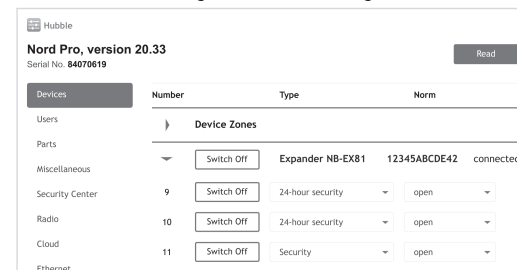 Hubble
Nord Pro, version 20.33
Serial No. 84070619
Read
Devices
Number Type Norm
Users
Device Zones
Parts
Switch Off Expander NB-EX81 12345ABCDE42 connected
Miscellaneous
Security Center
9 Switch Off 24-hour security open
Radio
10 Switch Off 24-hour security open
Cloud
11 Switch Off Security open
Ethernet